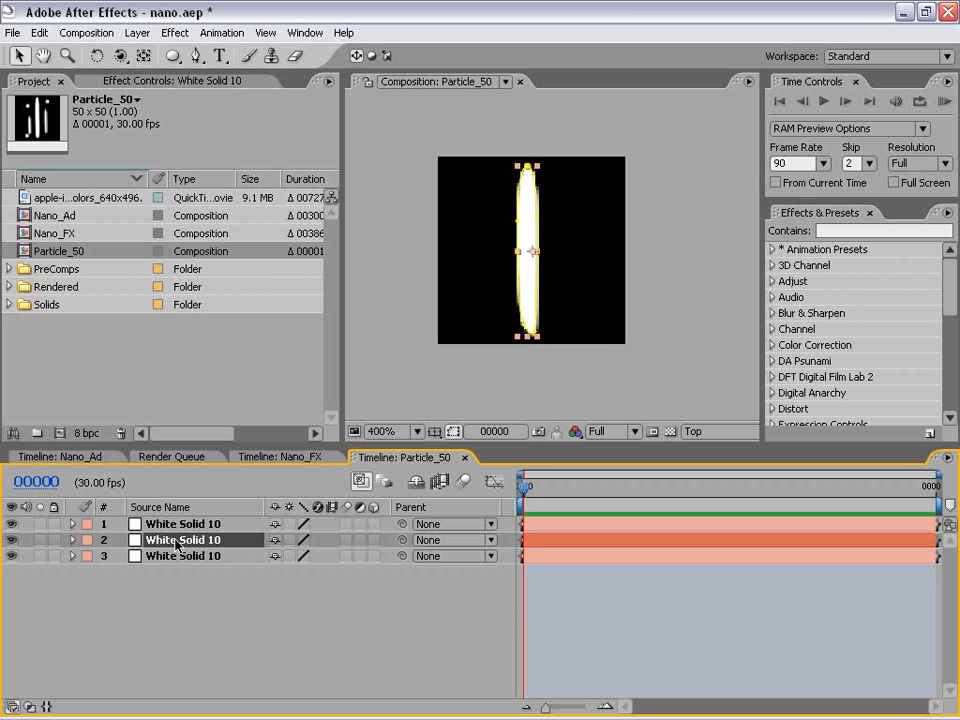 Adobe After Effects - nano.aep *
File Edit Composition Layer Effect Animation View Window Help
Workspace: Standard
Project Effect Controls: White Solid 10
Composition: Particle_50
Time Controls
Particle_50
50 x 50 (1.00)
Δ 00001, 30.00 fps
RAM Preview Options
Frame Rate Skip Resolution
90 2 Full
From Current Time Full Screen
Name Type Size Duration
apple-i...olors_640x496. QuickTi...ovie 9.1 MB Δ 00727
Nano_Ad Composition Δ 00300
Nano_FX Composition Δ 00386
Particle_50 Composition Δ 00001
PreComps Folder
Rendered Folder
Solids Folder
Effects & Presets
Contains:
* Animation Presets
3D Channel
Adjust
Audio
Blur & Sharpen
Channel
Color Correction
DA Psunami
DFT Digital Film Lab 2
Digital Anarchy
Distort
Expression Controls
8 bpc
400% 00000 Full Top
Timeline: Nano_Ad Render Queue Timeline: Nano_FX Timeline: Particle_50
00000 (30.00 fps)
0 0000
# Source Name Parent
1 White Solid 10 None
2 White Solid 10 None
3 White Solid 10 None